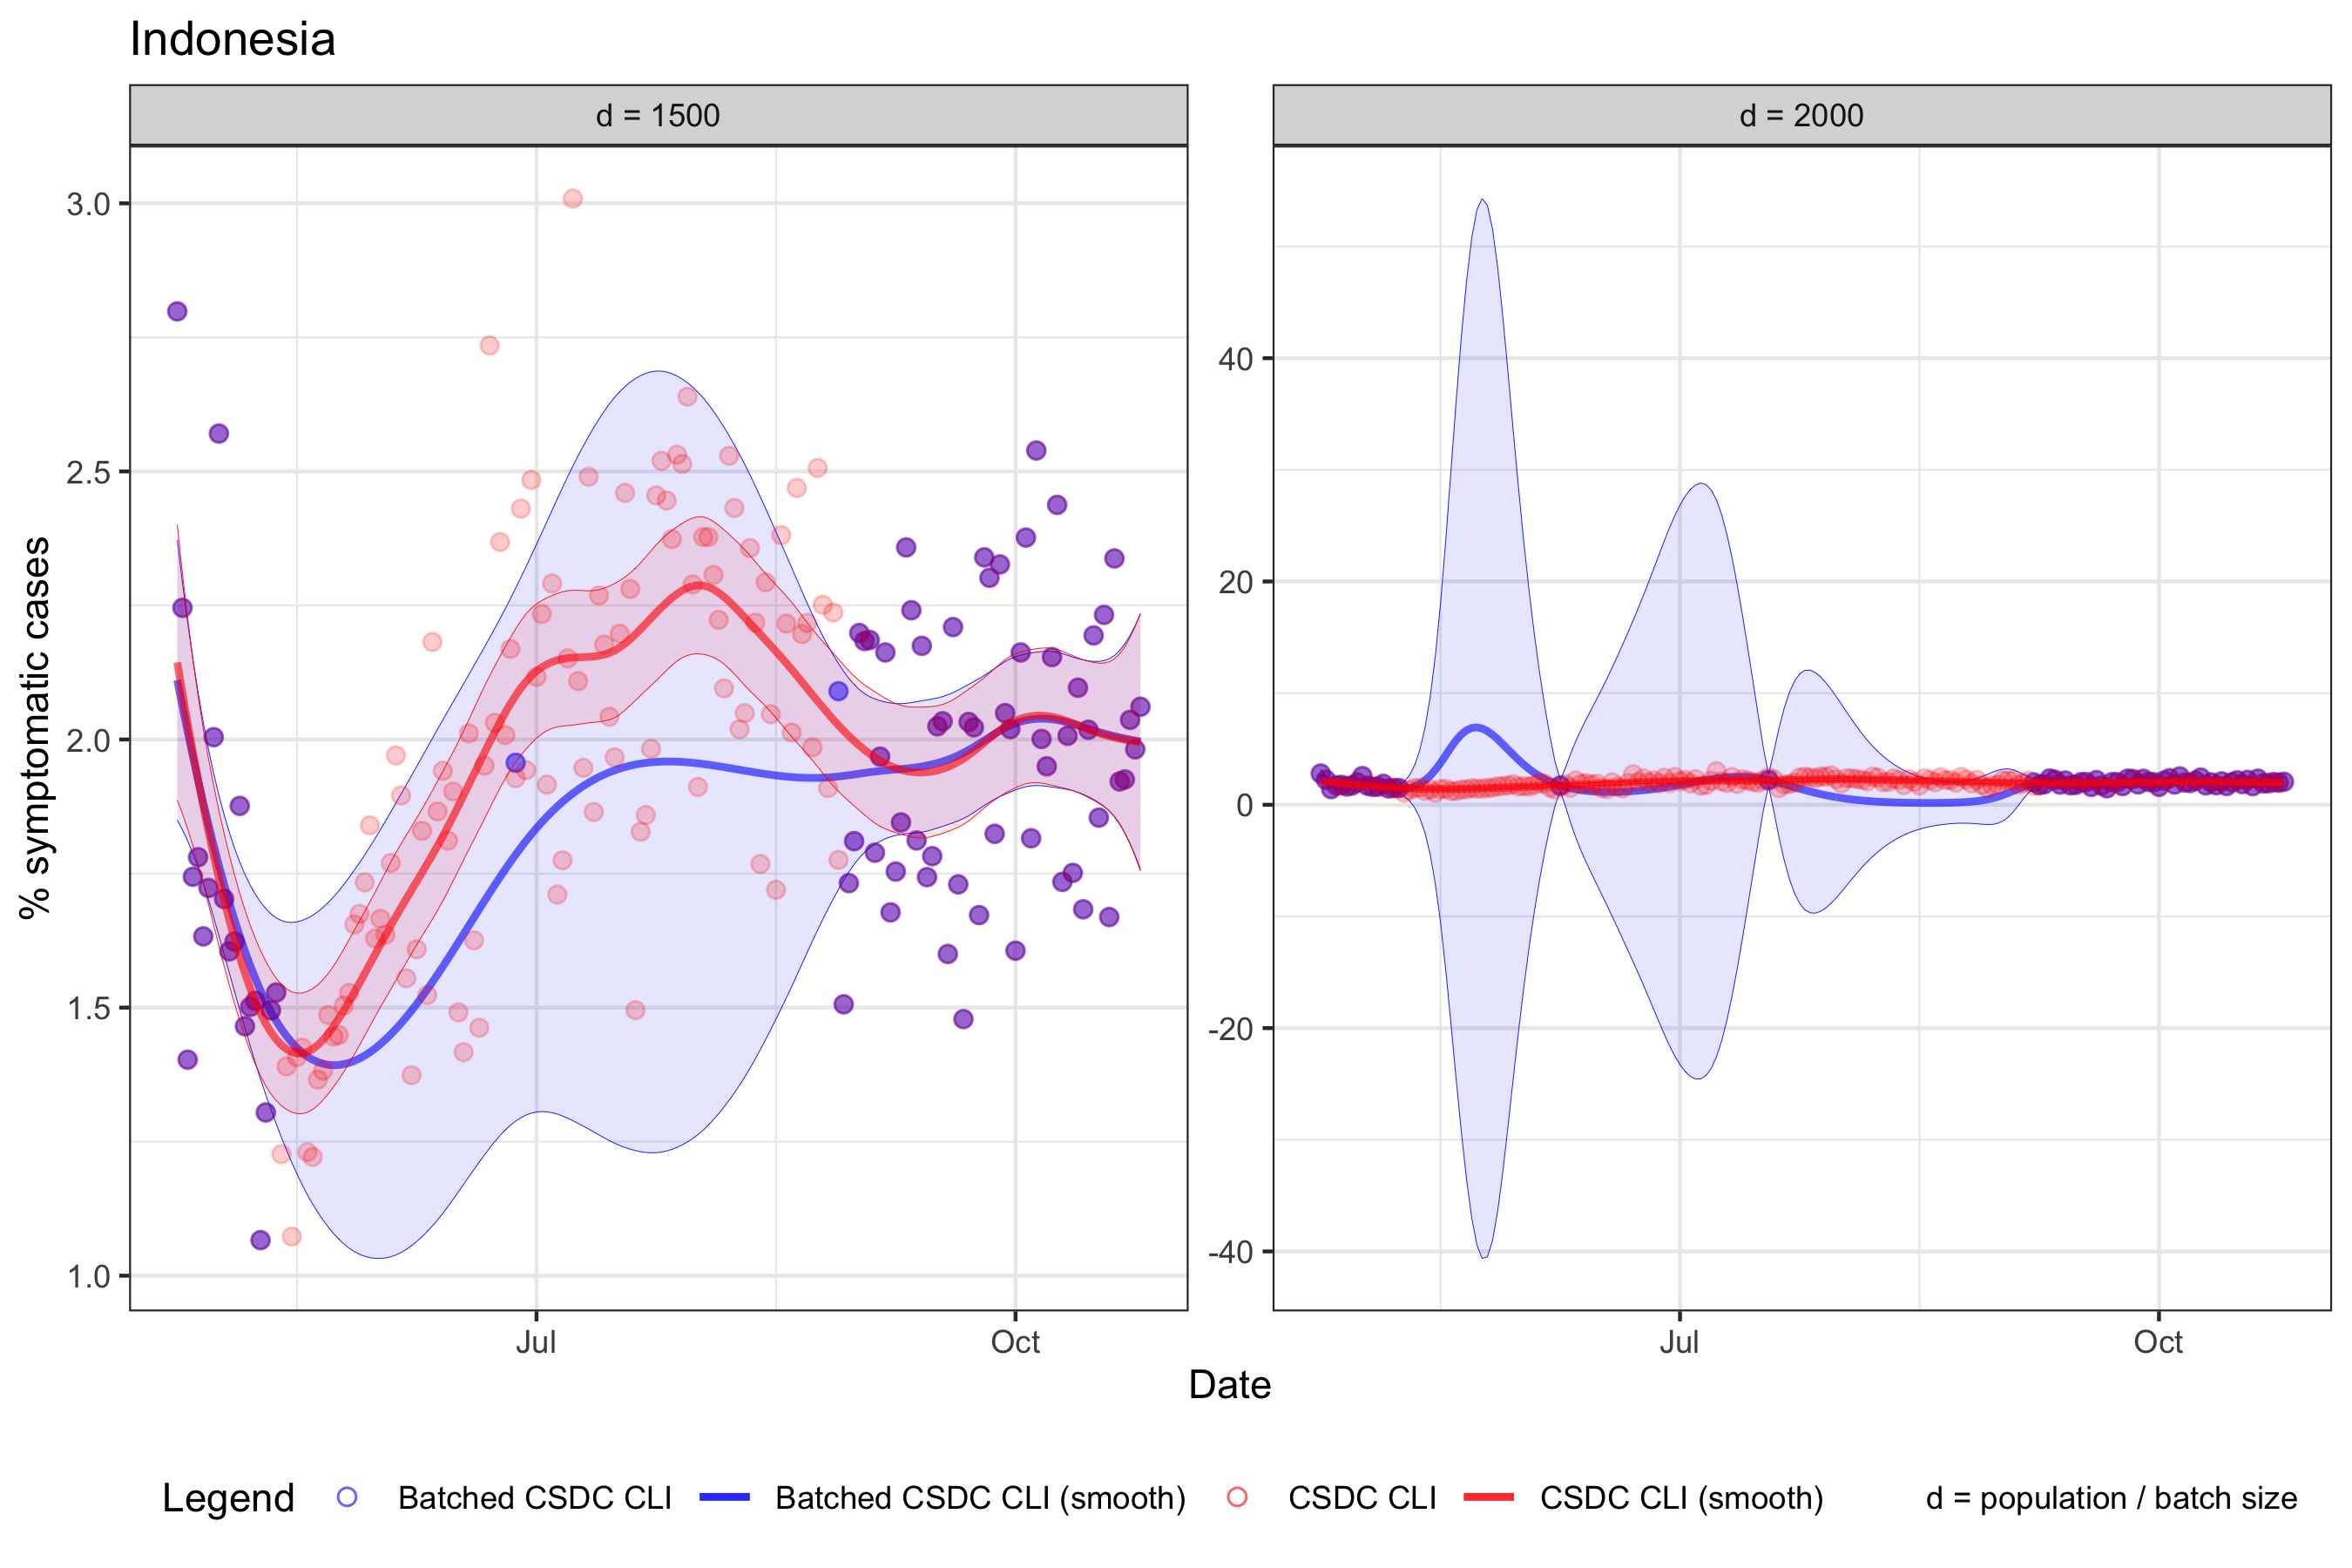 Indonesia
d = 1500
d = 2000
% symptomatic cases
3.0
2.5
2.0
1.5
1.0
40
20
0
-20
-40
Jul
Oct
Jul
Oct
Date
Legend
Batched CSDC CLI
Batched CSDC CLI (smooth)
CSDC CLI
CSDC CLI (smooth)
d = population / batch size